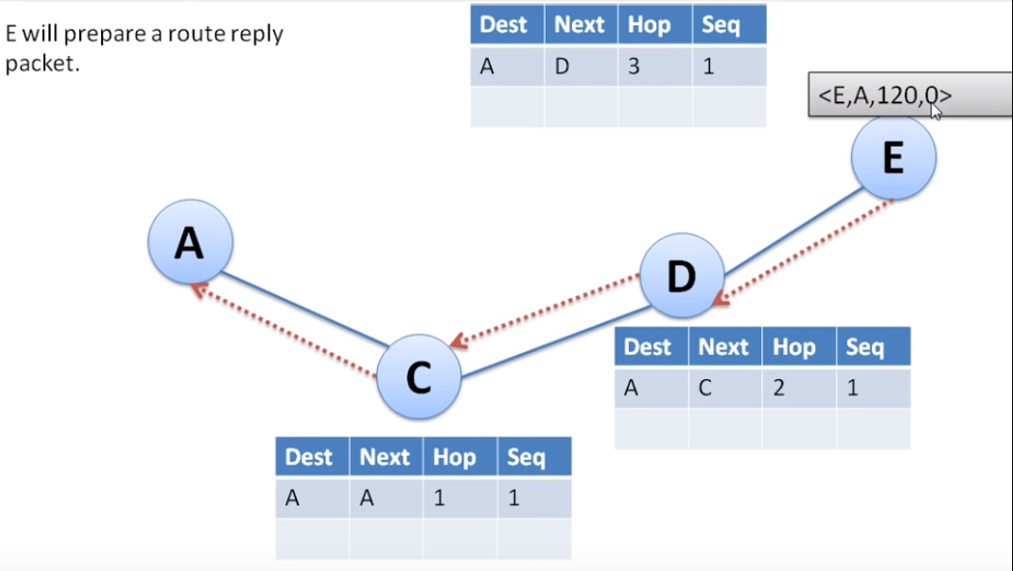 E will prepare a route reply
packet.
Dest Next Hop Seq
A D 3 1
<E,A,120,0>
E
A
D
C
Dest Next Hop Seq
A C 2 1
Dest Next Hop Seq
A A 1 1